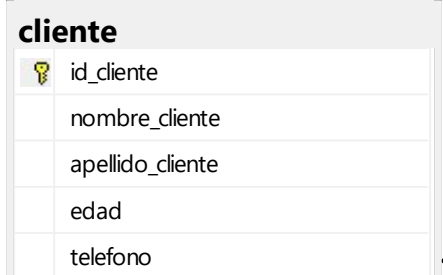 cliente
id_cliente
nombre_cliente
apellido_cliente
edad
telefono